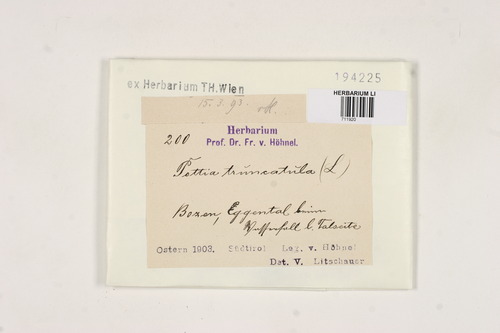 ex Herbarium TH.Wien
194225
HERBARIUM LI
711920
15. 3. 93.
200
Herbarium
Prof. Dr. Fr. v. Höhnel.
Pottia truncatula (L)
Bozen, Eggental beim
Wasserfall l. Talseite
Ostern 1903. Südtirol Leg. v. Höhnel
Det. V. Litschauer